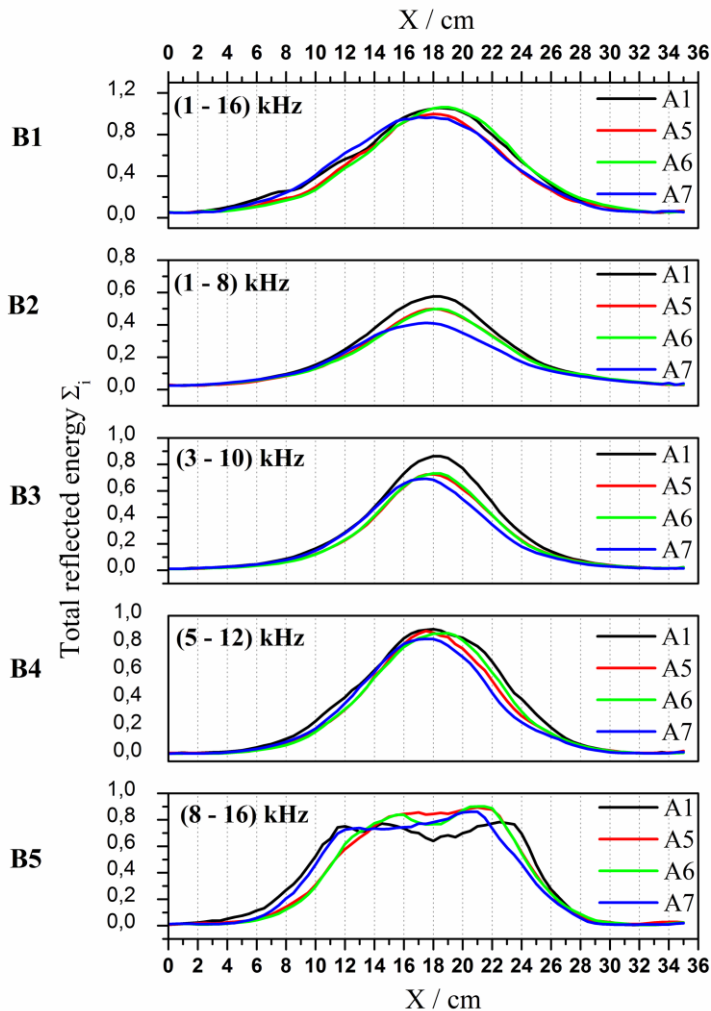 X / cm
0 2 4 6 8 10 12 14 16 18 20 22 24 26 28 30 32 34 36
B1
(1 - 16) kHz
1,2
0,8
0,4
0,0
A1
A5
A6
A7
B2
(1 - 8) kHz
0,8
0,6
0,4
0,2
0,0
A1
A5
A6
A7
Total reflected energy Σi
B3
(3 - 10) kHz
1,0
0,8
0,6
0,4
0,2
0,0
A1
A5
A6
A7
B4
(5 - 12) kHz
1,0
0,8
0,6
0,4
0,2
0,0
A1
A5
A6
A7
B5
(8 - 16) kHz
1,0
0,8
0,6
0,4
0,2
0,0
A1
A5
A6
A7
0 2 4 6 8 10 12 14 16 18 20 22 24 26 28 30 32 34 36
X / cm